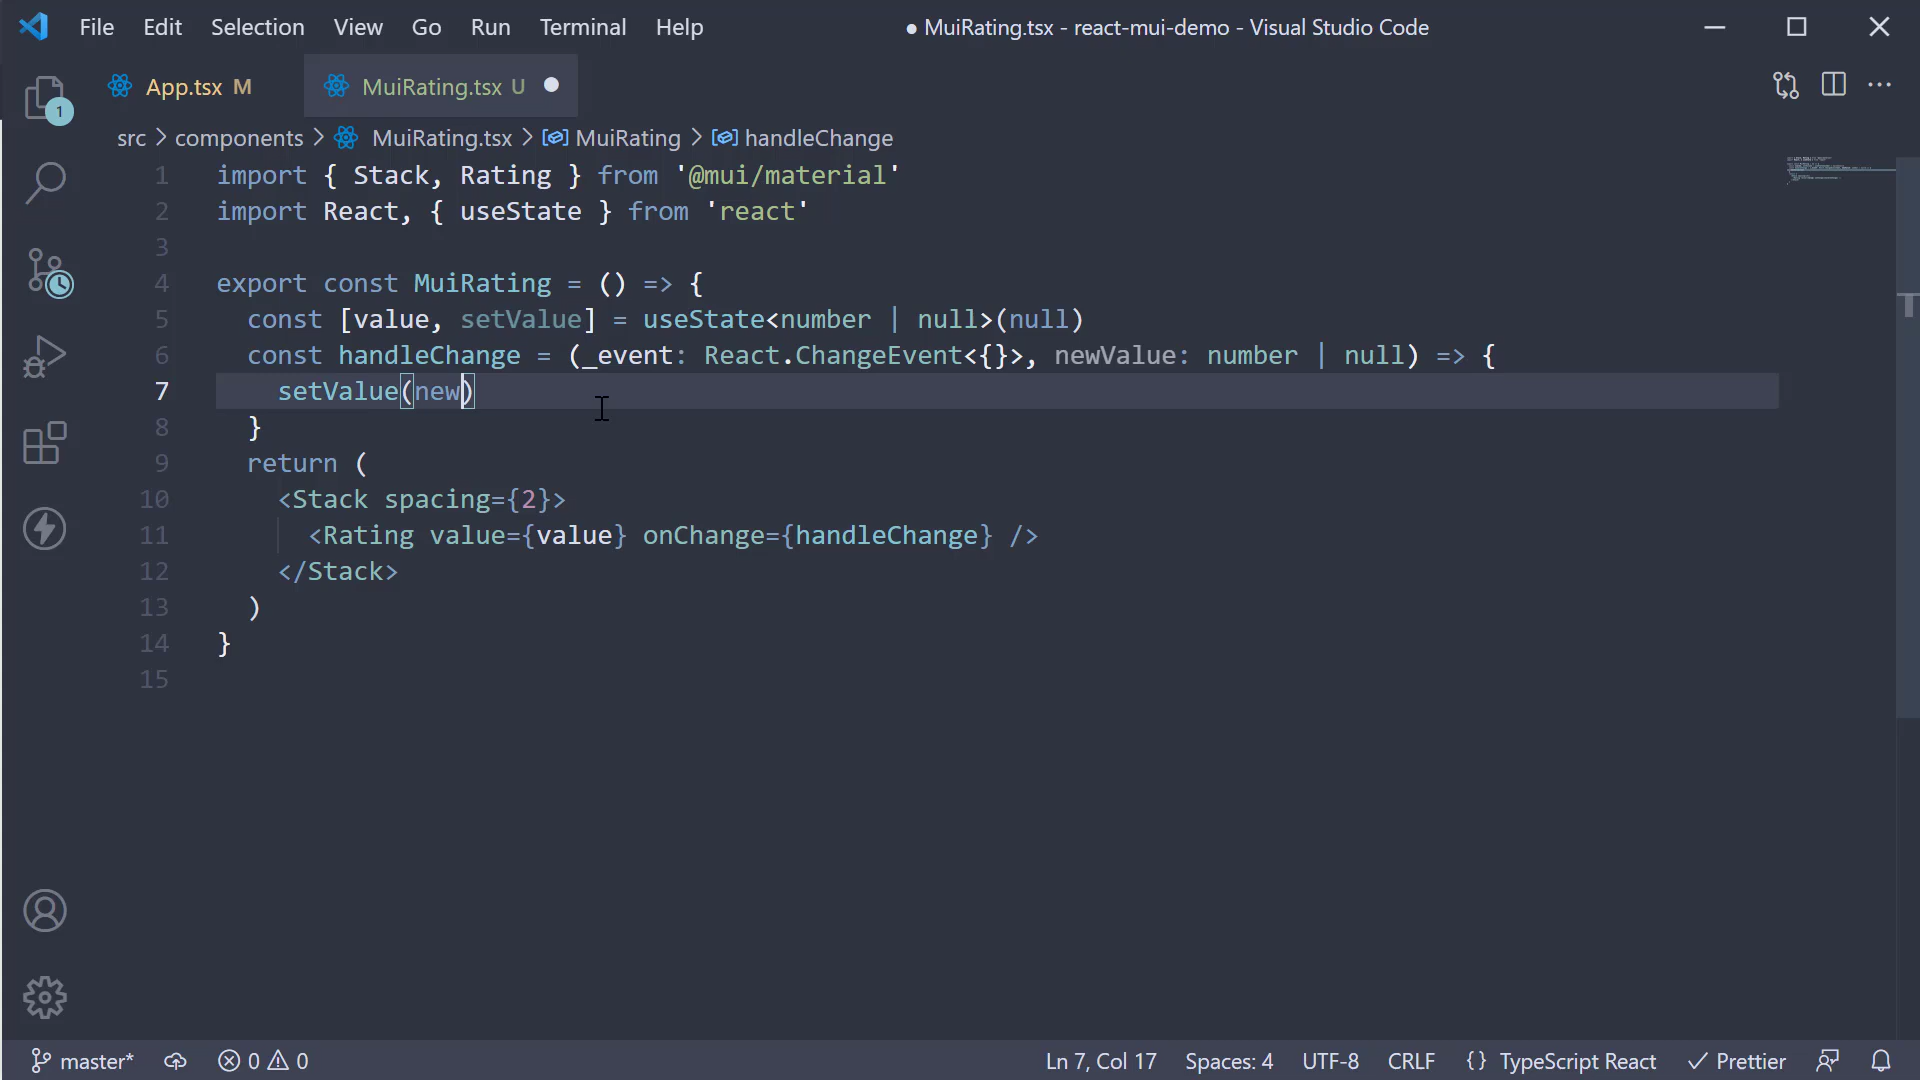 File Edit Selection View Go Run Terminal Help ● MuiRating.tsx - react-mui-demo - Visual Studio Code
App.tsx M MuiRating.tsx U
1
src > components > MuiRating.tsx > MuiRating > handleChange
1 import { Stack, Rating } from '@mui/material'
2 import React, { useState } from 'react'
3
4 export const MuiRating = () => {
5 const [value, setValue] = useState<number | null>(null)
6 const handleChange = (_event: React.ChangeEvent<{}>, newValue: number | null) => {
7 setValue(new)
8 }
9 return (
10 <Stack spacing={2}>
11 <Rating value={value} onChange={handleChange} />
12 </Stack>
13 )
14 }
15
master* 0 0 Ln 7, Col 17 Spaces: 4 UTF-8 CRLF {} TypeScript React Prettier